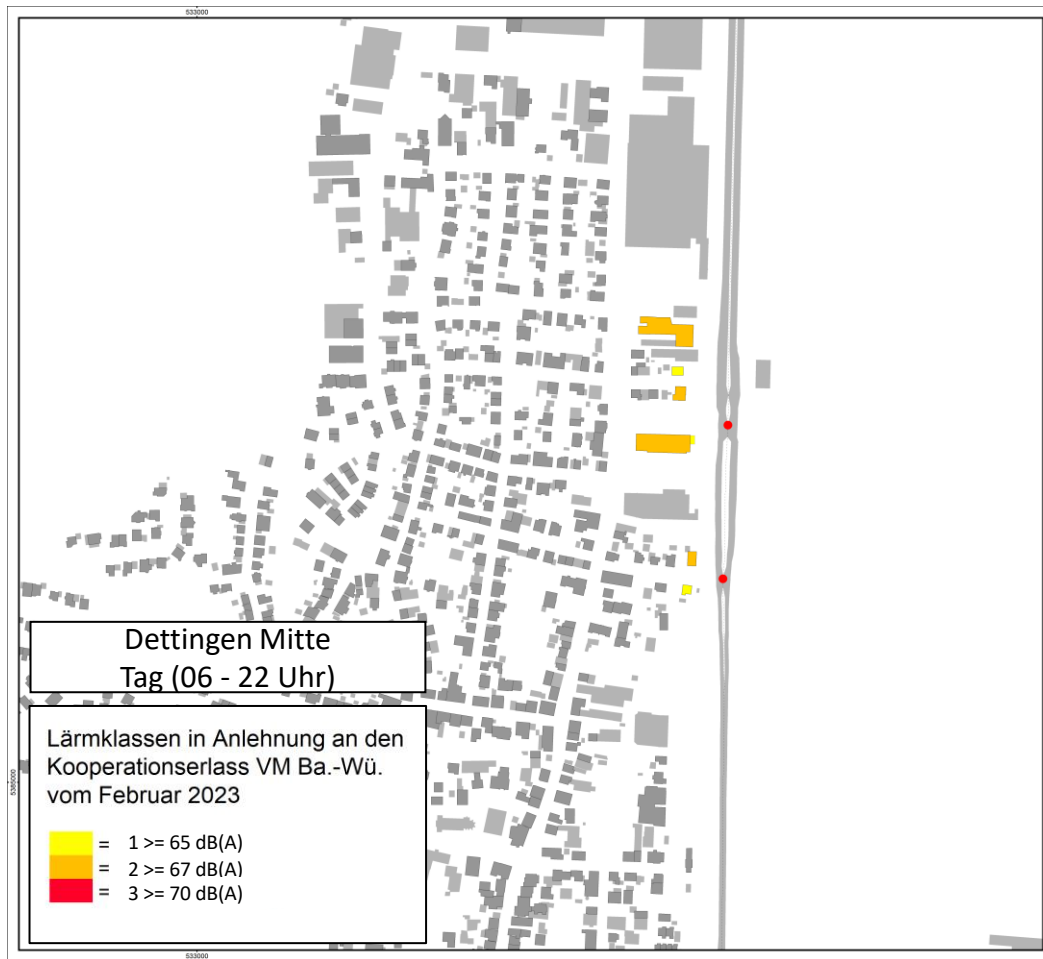 533000
Dettingen Mitte
Tag (06 - 22 Uhr)
Lärmklassen in Anlehnung an den
Kooperationserlass VM Ba.-Wü.
vom Februar 2023
= 1 >= 65 dB(A)
= 2 >= 67 dB(A)
= 3 >= 70 dB(A)
533000